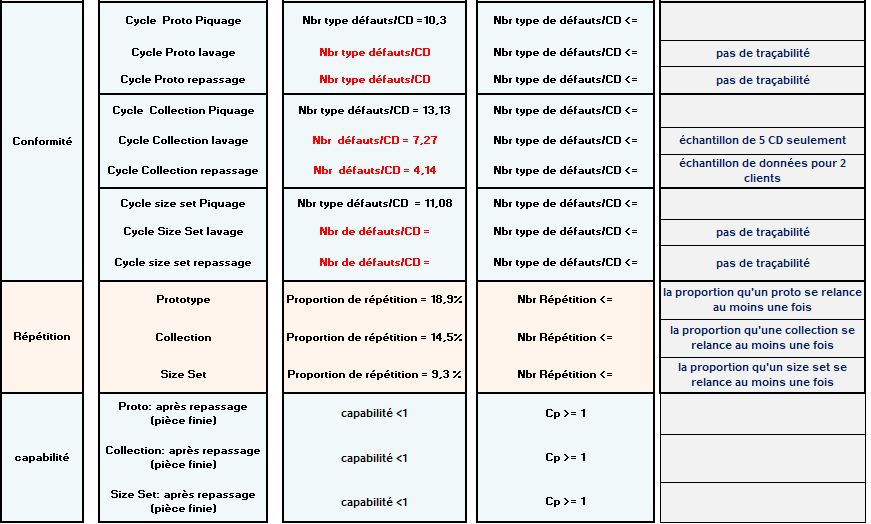 Conformité
Cycle Proto Piquage
Nbr type défauts/CD =10,3
Nbr type de défauts/CD <=
Cycle Proto lavage
Nbr type défauts/CD
Nbr type de défauts/CD <=
pas de traçabilité
Cycle Proto repassage
Nbr type défauts/CD
Nbr type de défauts/CD <=
pas de traçabilité
Cycle Collection Piquage
Nbr type défauts/CD = 13,13
Nbr type de défauts/CD <=
Cycle Collection lavage
Nbr défauts/CD = 7,27
Nbr type de défauts/CD <=
échantillon de 5 CD seulement
Cycle Collection repassage
Nbr défauts/CD = 4,14
Nbr type de défauts/CD <=
échantillon de données pour 2
clients
Cycle size set Piquage
Nbr type défauts/CD = 11,08
Nbr type de défauts/CD <=
Cycle Size Set lavage
Nbr de défauts/CD =
Nbr type de défauts/CD <=
pas de traçabilité
Cycle size set repassage
Nbr de défauts/CD =
Nbr type de défauts/CD <=
pas de traçabilité
Répétition
Prototype
Proportion de répétition = 18,9%
Nbr Répétition <=
la proportion qu'un proto se relance
au moins une fois
Collection
Proportion de répétition = 14,5%
Nbr Répétition <=
la proportion qu'une collection se
relance au moins une fois
Size Set
Proportion de répétition = 9,3 %
Nbr Répétition <=
la proportion qu'un size set se
relance au moins une fois
capabilité
Proto: après repassage
(pièce finie)
capabilité <1
Cp >= 1
Collection: après repassage
(pièce finie)
capabilité <1
Cp >= 1
Size Set: après repassage
(pièce finie)
capabilité <1
Cp >= 1